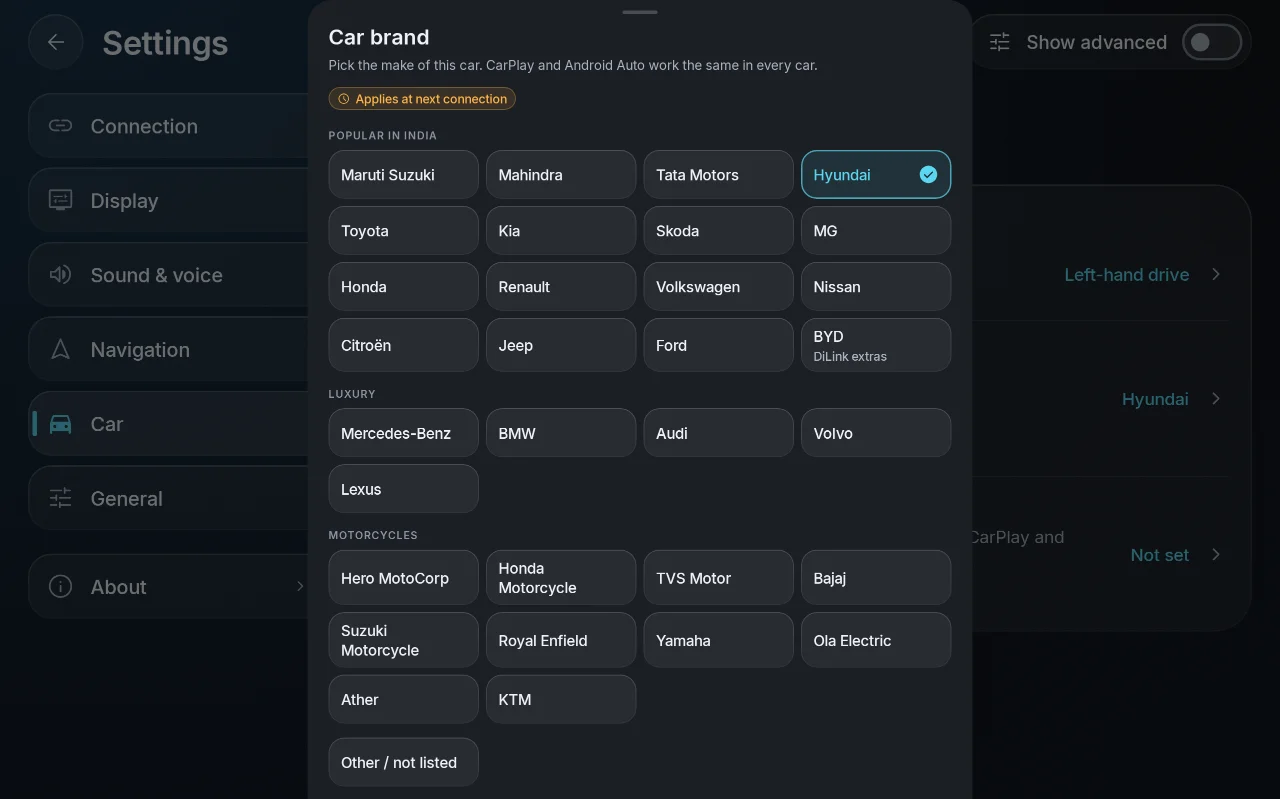 Settings
Show advanced
Connection
Display
Sound & voice
Navigation
Car
General
About
Car brand
Pick the make of this car. CarPlay and Android Auto work the same in every car.
Applies at next connection
POPULAR IN INDIA
Maruti Suzuki
Mahindra
Tata Motors
Hyundai
Toyota
Kia
Skoda
MG
Honda
Renault
Volkswagen
Nissan
Citroën
Jeep
Ford
BYD
DiLink extras
LUXURY
Mercedes-Benz
BMW
Audi
Volvo
Lexus
MOTORCYCLES
Hero MotoCorp
Honda
Motorcycle
TVS Motor
Bajaj
Suzuki
Motorcycle
Royal Enfield
Yamaha
Ola Electric
Ather
KTM
Other / not listed
Left-hand drive
Hyundai
CarPlay and
Not set